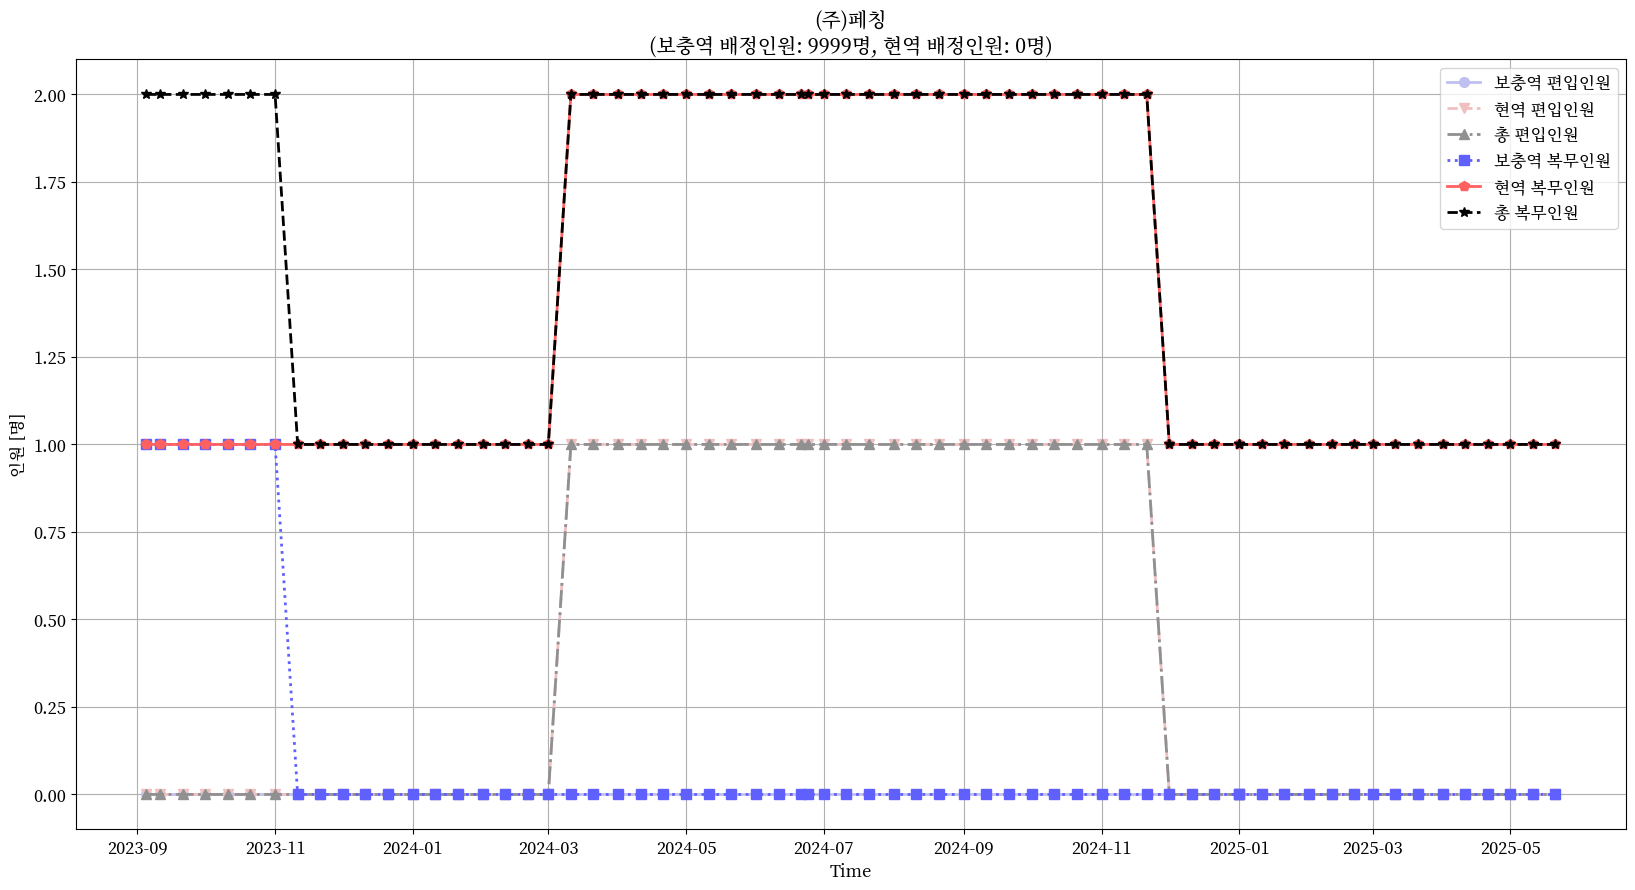 (주)페칭
(보충역 배정인원: 9999명, 현역 배정인원: 0명)
보충역 편입인원
현역 편입인원
총 편입인원
보충역 복무인원
현역 복무인원
총 복무인원
인원 [명]
2.00
1.75
1.50
1.25
1.00
0.75
0.50
0.25
0.00
2023-09
2023-11
2024-01
2024-03
2024-05
2024-07
2024-09
2024-11
2025-01
2025-03
2025-05
Time